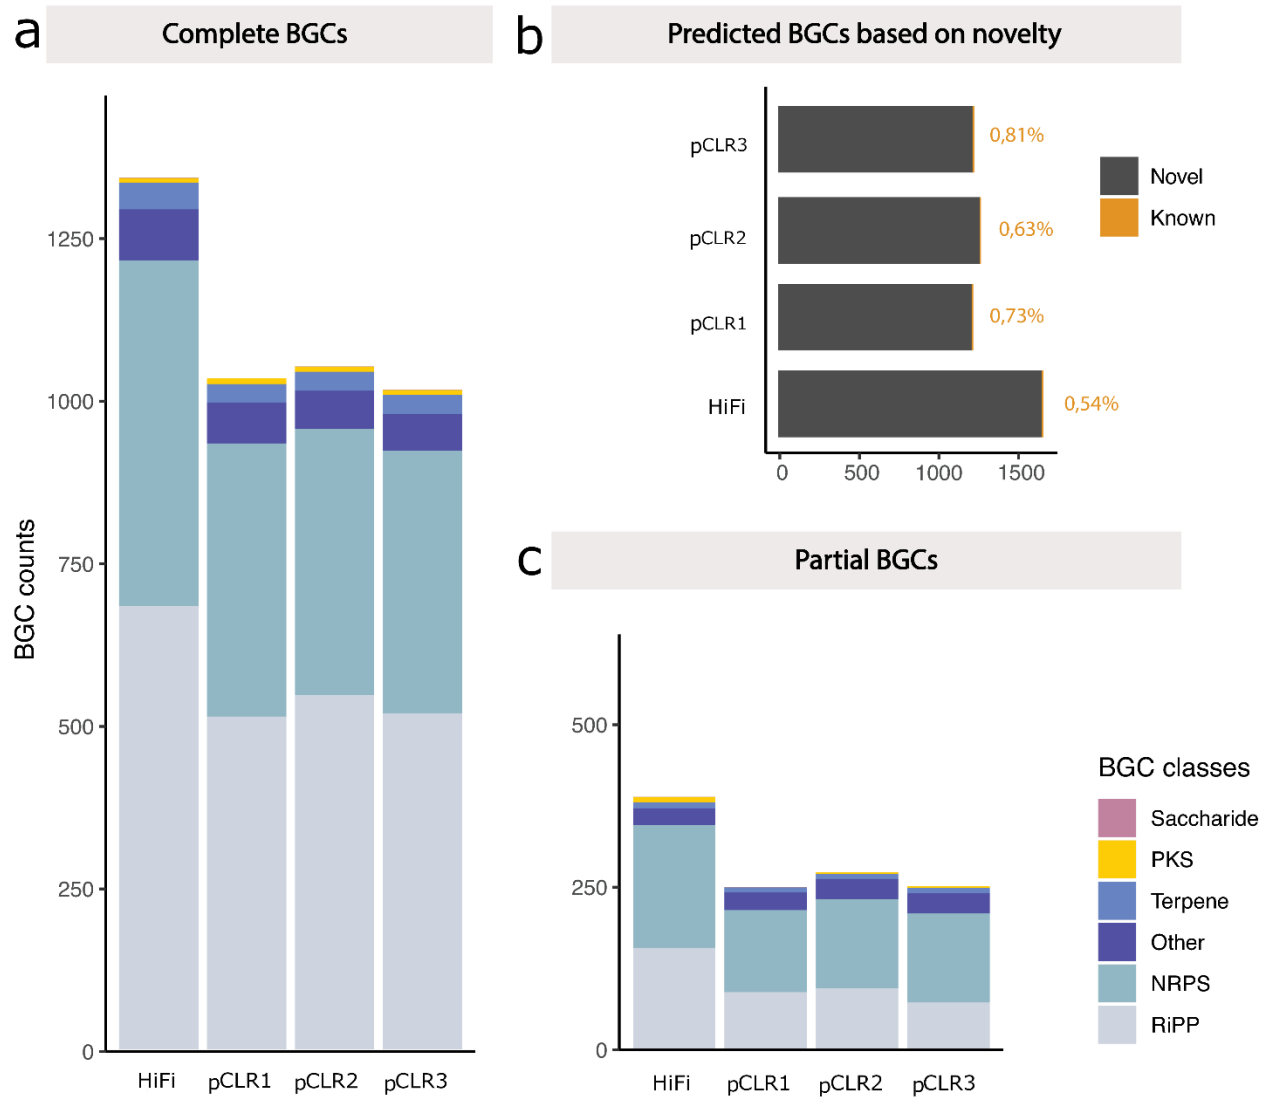 a
Complete BGCs
BGC counts
1250
1000
750
500
250
0
HiFi
pCLR1
pCLR2
pCLR3
b
Predicted BGCs based on novelty
pCLR3
0,81%
pCLR2
0,63%
pCLR1
0,73%
HiFi
0,54%
0
500
1000
1500
Novel
Known
c
Partial BGCs
500
250
0
HiFi
pCLR1
pCLR2
pCLR3
BGC classes
Saccharide
PKS
Terpene
Other
NRPS
RiPP